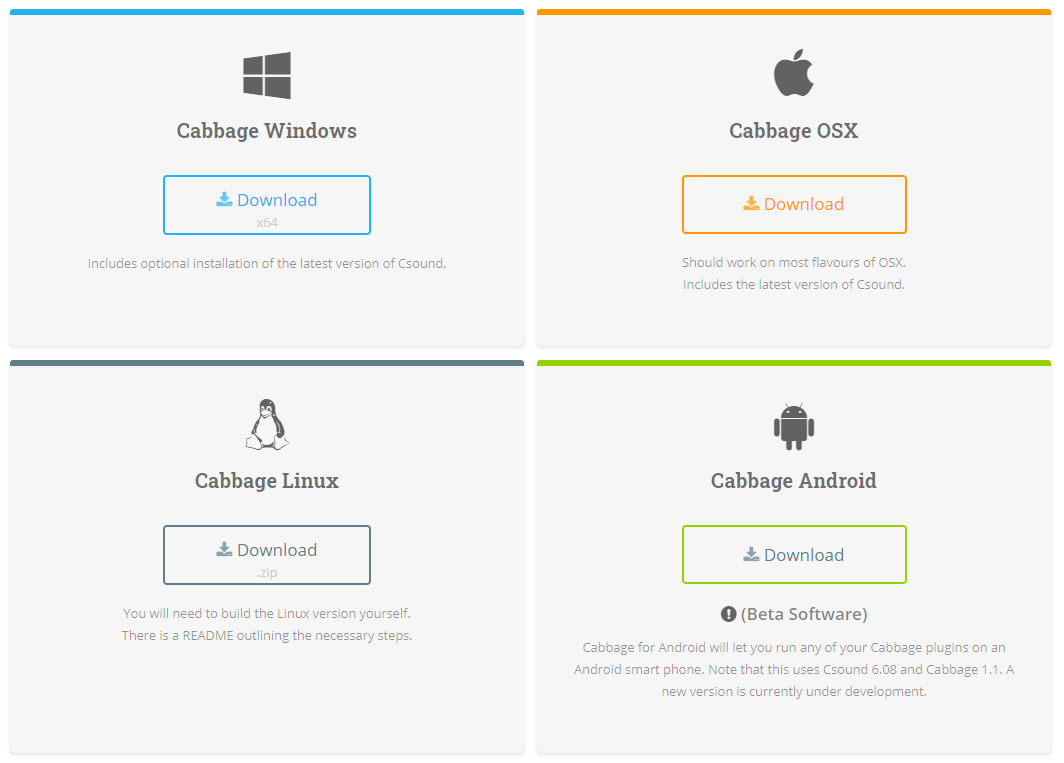 Cabbage Windows
Download
x64
Includes optional installation of the latest version of Csound.
Cabbage OSX
Download
Should work on most flavours of OSX.
Includes the latest version of Csound.
Cabbage Linux
Download
.zip
You will need to build the Linux version yourself.
There is a README outlining the necessary steps.
Cabbage Android
Download
(Beta Software)
Cabbage for Android will let you run any of your Cabbage plugins on an
Android smart phone. Note that this uses Csound 6.08 and Cabbage 1.1. A
new version is currently under development.